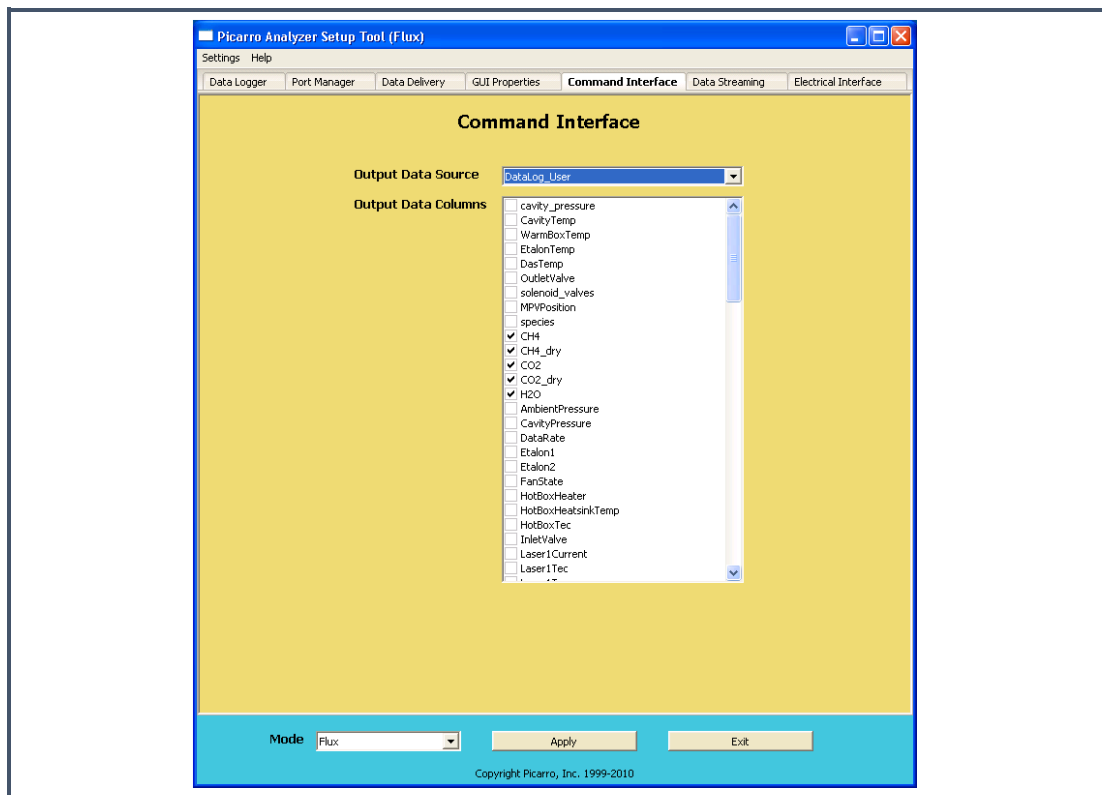 Picarro Analyzer Setup Tool (Flux)
Settings Help
Data Logger Port Manager Data Delivery GUI Properties Command Interface Data Streaming Electrical Interface
Command Interface
Output Data Source DataLog_User
Output Data Columns
cavity_pressure
CavityTemp
WarmBoxTemp
EtalonTemp
DasTemp
OutletValve
solenoid_valves
MPVPosition
species
CH4
CH4_dry
CO2
CO2_dry
H2O
AmbientPressure
CavityPressure
DataRate
Etalon1
Etalon2
FanState
HotBoxHeater
HotBoxHeatsinkTemp
HotBoxTec
InletValve
Laser1Current
Laser1Tec
Mode Flux Apply Exit
Copyright Picarro, Inc. 1999-2010